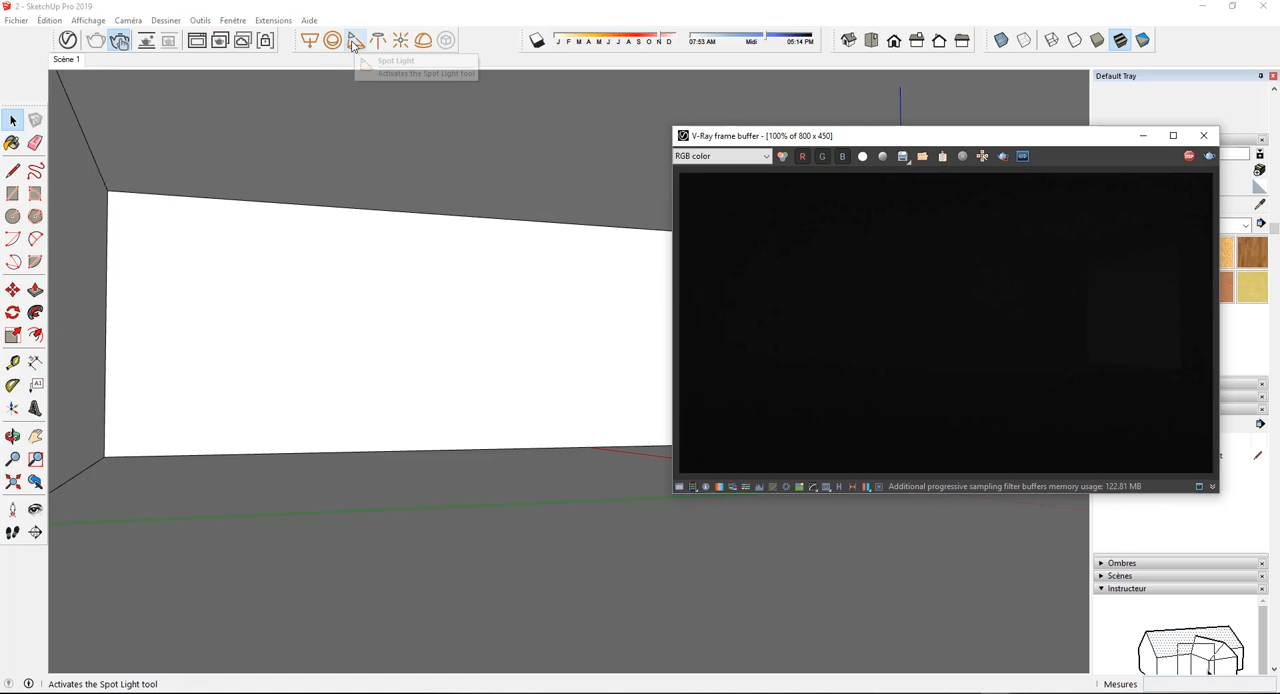 2 - SketchUp Pro 2019
Fichier Édition Affichage Caméra Dessiner Outils Fenêtre Extensions Aide
J F M A M J J A S O N D
07:53 AM Midi 05:14 PM
Scène 1
Spot Light
Activates the Spot Light tool
Default Tray
V-Ray frame buffer - [100% of 800 x 450]
RGB color
R G B
STOP
A1
H
Additional progressive sampling filter buffers memory usage: 122.81 MB
Ombres
Scènes
Instructeur
Activates the Spot Light tool
Mesures